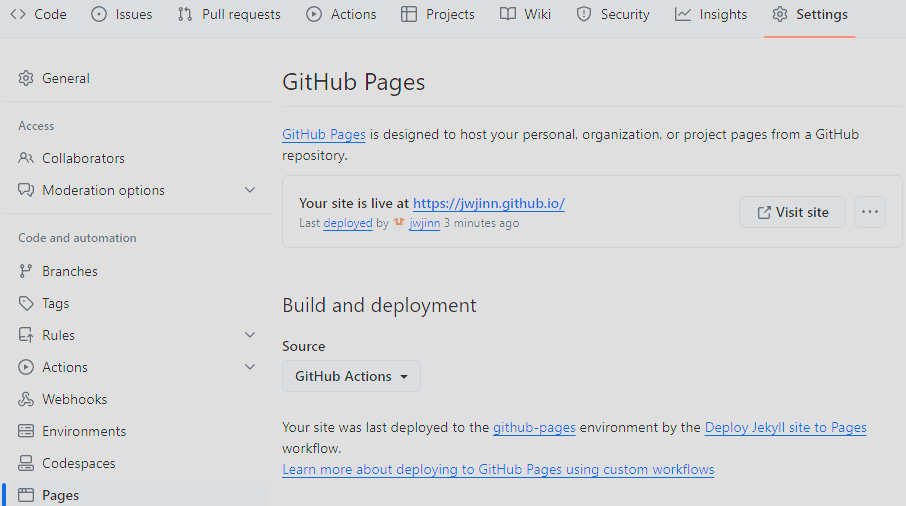 Code Issues Pull requests Actions Projects Wiki Security Insights Settings
General
Access
Collaborators
Moderation options
Code and automation
Branches
Tags
Rules
Actions
Webhooks
Environments
Codespaces
Pages
GitHub Pages
GitHub Pages is designed to host your personal, organization, or project pages from a GitHub
repository.
Your site is live at https://jwjinn.github.io/
Last deployed by jwjinn 3 minutes ago
Visit site
Build and deployment
Source
GitHub Actions
Your site was last deployed to the github-pages environment by the Deploy Jekyll site to Pages
workflow.
Learn more about deploying to GitHub Pages using custom workflows